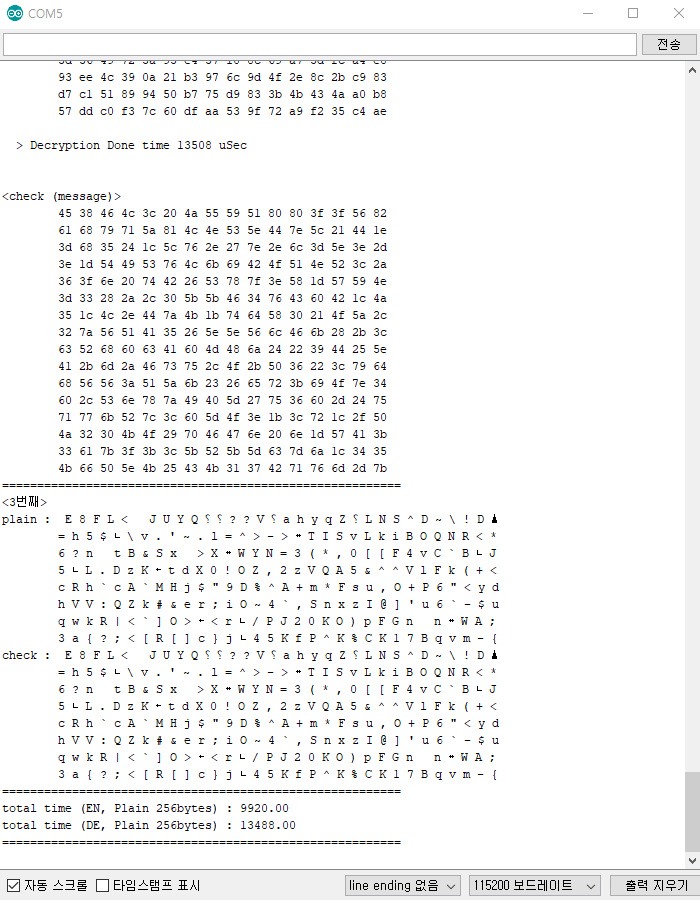 COM5
전송
93 ee 4c 39 0a 21 b3 97 6c 9d 4f 2e 8c 2b c9 83
d7 c1 51 89 94 50 b7 75 d9 83 3b 4b 43 4a a0 b8
57 dd c0 f3 7c 60 df aa 53 9f 72 a9 f2 35 c4 ae
> Decryption Done time 13508 uSec
<check (message)>
45 38 46 4c 3c 20 4a 55 59 51 80 80 3f 3f 56 82
61 68 79 71 5a 81 4c 4e 53 5e 44 7e 5c 21 44 1e
3d 68 35 24 1c 5c 76 2e 27 7e 2e 6c 3d 5e 3e 2d
3e 1d 54 49 53 76 4c 6b 69 42 4f 51 4e 52 3c 2a
36 3f 6e 20 74 42 26 53 78 7f 3e 58 1d 57 59 4e
3d 33 28 2a 2c 30 5b 5b 46 34 76 43 60 42 1c 4a
35 1c 4c 2e 44 7a 4b 1b 74 64 58 30 21 4f 5a 2c
32 7a 56 51 41 35 26 5e 5e 56 6c 46 6b 28 2b 3c
63 52 68 60 63 41 60 4d 48 6a 24 22 39 44 25 5e
41 2b 6d 2a 46 73 75 2c 4f 2b 50 36 22 3c 79 64
68 56 56 3a 51 5a 6b 23 26 65 72 3b 69 4f 7e 34
60 2c 53 6e 78 7a 49 40 5d 27 75 36 60 2d 24 75
71 77 6b 52 7c 3c 60 5d 4f 3e 1b 3c 72 1c 2f 50
4a 32 30 4b 4f 29 70 46 47 6e 20 6e 1d 57 41 3b
33 61 7b 3f 3b 3c 5b 52 5b 5d 63 7d 6a 1c 34 35
4b 66 50 5e 4b 25 43 4b 31 37 42 71 76 6d 2d 7b
=========================================================
<3번째>
plain : E 8 F L < J U Y Q ⸮ ⸮ ? ? V ⸮ a h y q Z ⸮ L N S ^ D ~ \ ! D ▲
= h 5 $ ∟ \ v . ' ~ . l = ^ > - > ↔ T I S v L k i B O Q N R < *
6 ? n t B & S x  > X ↔ W Y N = 3 ( * , 0 [ [ F 4 v C ` B ∟ J
5 ∟ L . D z K ← t d X 0 ! O Z , 2 z V Q A 5 & ^ ^ V l F k ( + <
c R h ` c A ` M H j $ " 9 D % ^ A + m * F s u , O + P 6 " < y d
h V V : Q Z k # & e r ; i O ~ 4 ` , S n x z I @ ] ' u 6 ` - $ u
q w k R | < ` ] O > ← < r ∟ / P J 2 0 K O ) p F G n n ↔ W A ;
3 a { ? ; < [ R [ ] c } j ∟ 4 5 K f P ^ K % C K 1 7 B q v m - {
check : E 8 F L < J U Y Q ⸮ ⸮ ? ? V ⸮ a h y q Z ⸮ L N S ^ D ~ \ ! D ▲
= h 5 $ ∟ \ v . ' ~ . l = ^ > - > ↔ T I S v L k i B O Q N R < *
6 ? n t B & S x  > X ↔ W Y N = 3 ( * , 0 [ [ F 4 v C ` B ∟ J
5 ∟ L . D z K ← t d X 0 ! O Z , 2 z V Q A 5 & ^ ^ V l F k ( + <
c R h ` c A ` M H j $ " 9 D % ^ A + m * F s u , O + P 6 " < y d
h V V : Q Z k # & e r ; i O ~ 4 ` , S n x z I @ ] ' u 6 ` - $ u
q w k R | < ` ] O > ← < r ∟ / P J 2 0 K O ) p F G n n ↔ W A ;
3 a { ? ; < [ R [ ] c } j ∟ 4 5 K f P ^ K % C K 1 7 B q v m - {
=========================================================
total time (EN, Plain 256bytes) : 9920.00
total time (DE, Plain 256bytes) : 13488.00
=========================================================
자동 스크롤 타임스탬프 표시 line ending 없음 115200 보드레이트 출력 지우기